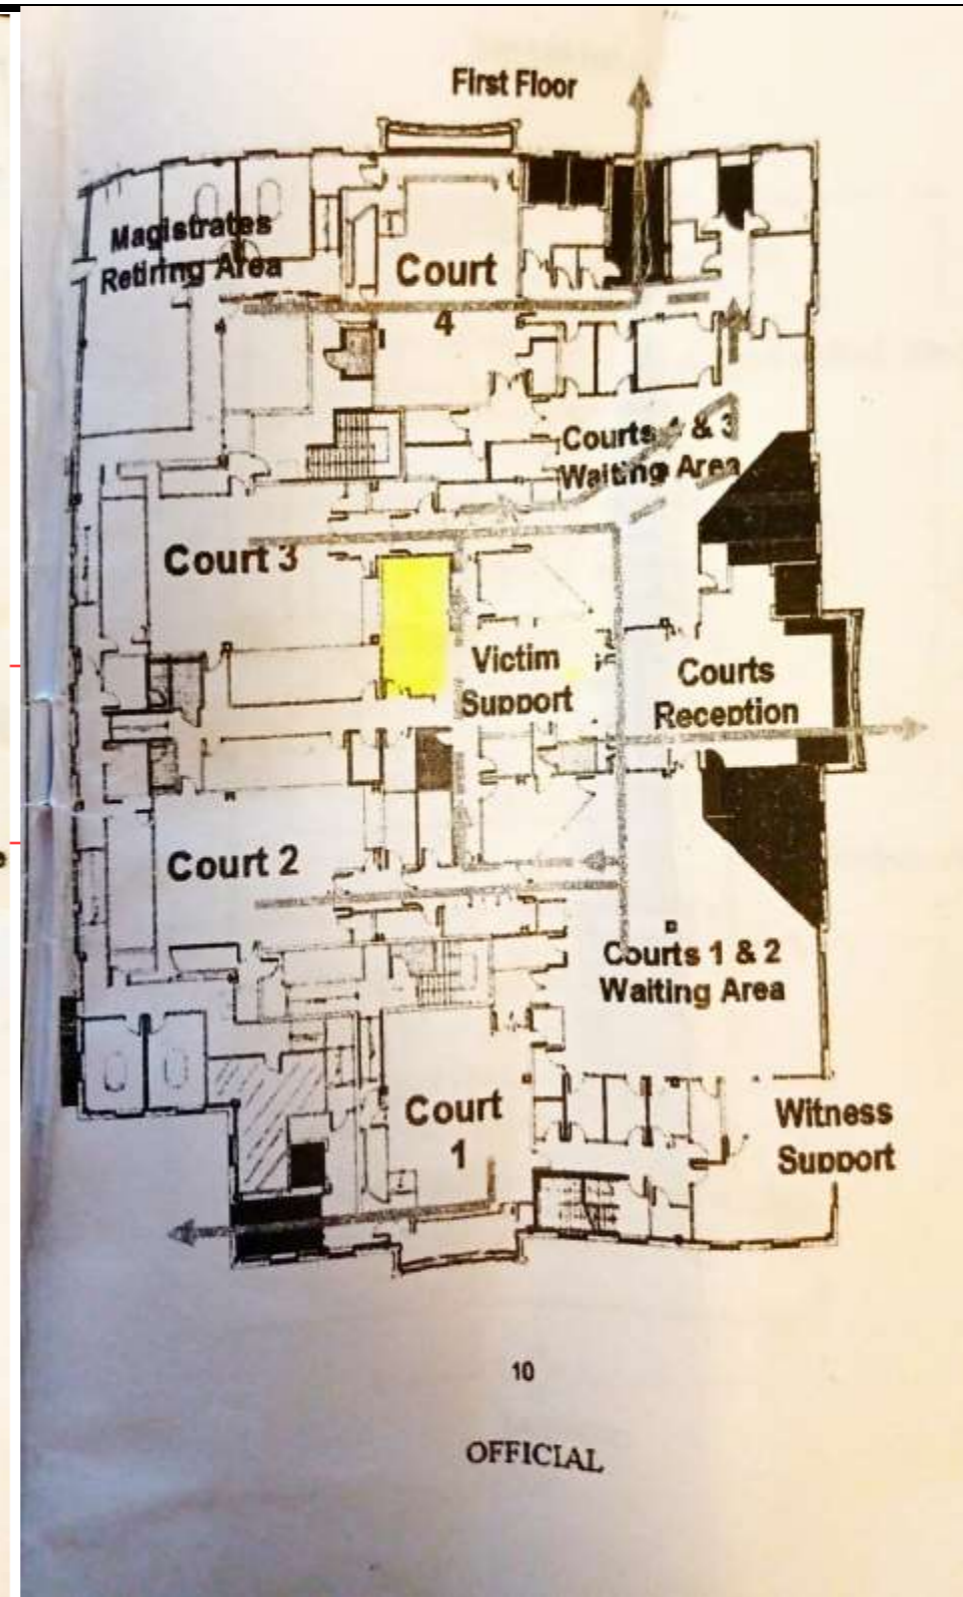 First Floor
Magistrates
Retiring Area
Court
4
Courts & 3
Waiting Area
Court 3
Victim
Support
Courts
Reception
Court 2
Courts 1 & 2
Waiting Area
Court
1
Witness
Support
10
OFFICIAL